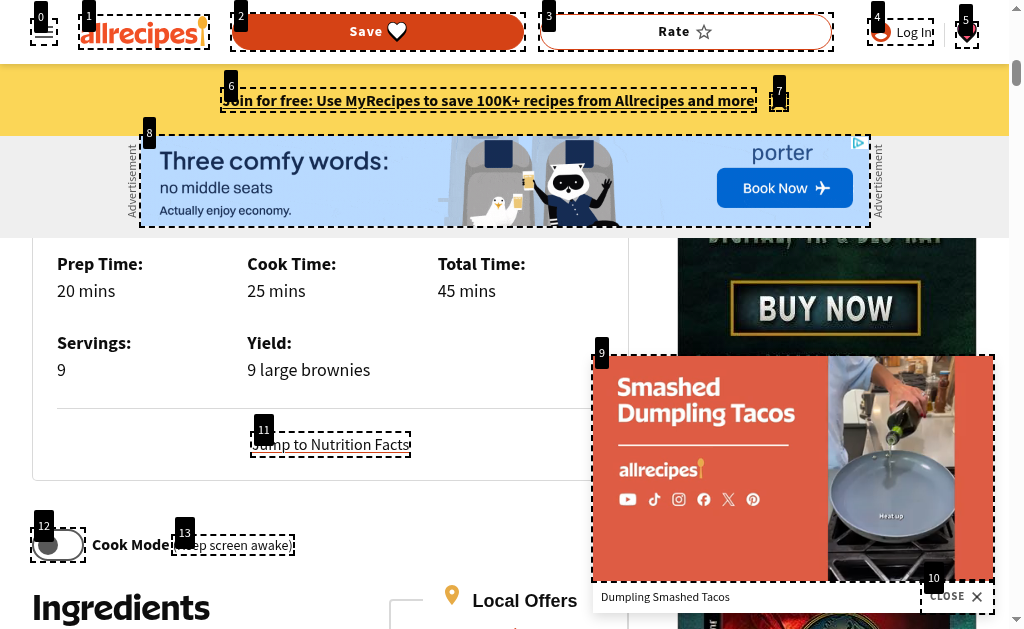 allrecipes
Save
Rate
Log In
0
1
2
3
4
5
6
7
8
9
10
11
12
13
Join for free: Use MyRecipes to save 100K+ recipes from Allrecipes and more
Advertisement
Three comfy words:
no middle seats
Actually enjoy economy.
porter
Book Now
Advertisement
Prep Time:
Cook Time:
Total Time:
20 mins
25 mins
45 mins
BUY NOW
Servings:
Yield:
9
9 large brownies
Jump to Nutrition Facts
Smashed
Dumpling Tacos
allrecipes
Heat up
Cook Mode (Keep screen awake)
Dumpling Smashed Tacos
CLOSE
Ingredients
Local Offers